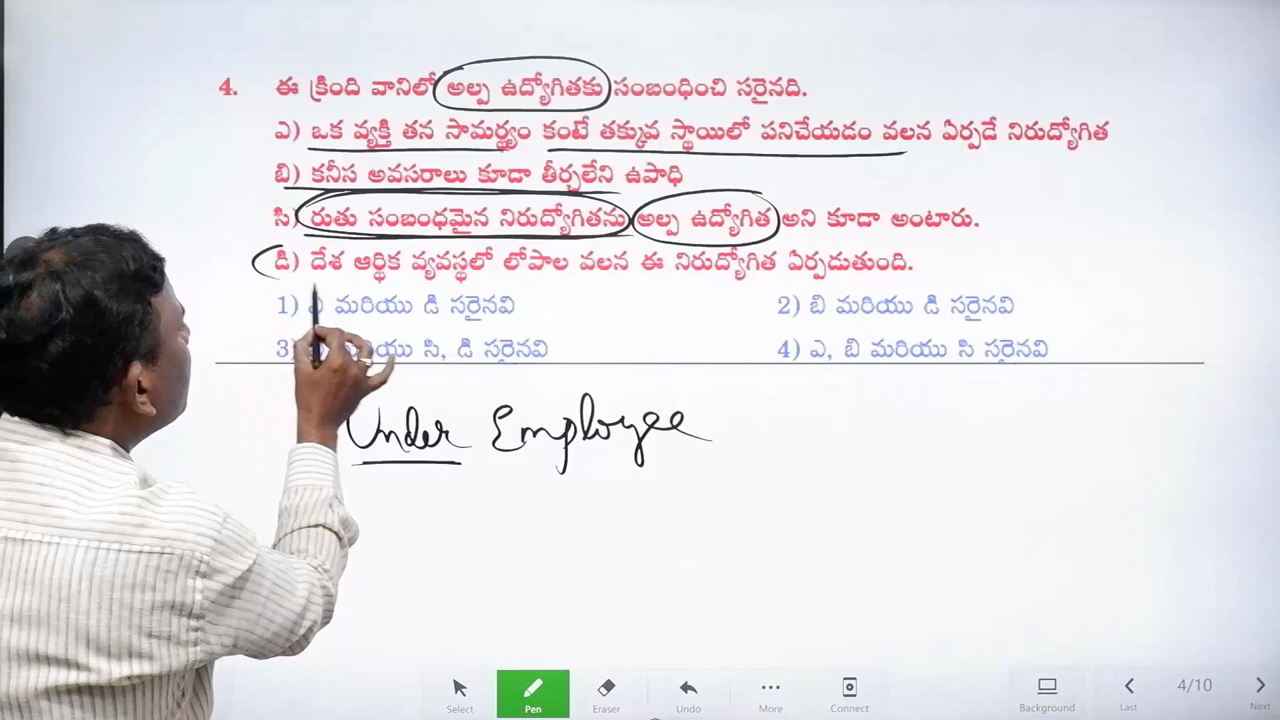 4. ఈ క్రింది వానిలో అల్ప ఉద్యోగితకు సంబంధించి సరైనది.
ఎ) ఒక వ్యక్తి తన సామర్థ్యం కంటే తక్కువ స్థాయిలో పనిచేయడం వలన ఏర్పడే నిరుద్యోగిత
బి) కనీస అవసరాలు కూడా తీర్చలేని ఉపాధి
సి) రుతు సంబంధమైన నిరుద్యోగితను అల్ప ఉద్యోగిత అని కూడా అంటారు.
డి) దేశ ఆర్థిక వ్యవస్థలో లోపాల వలన ఈ నిరుద్యోగిత ఏర్పడుతుంది.
1) ఎ మరియు డి సరైనవి 2) బి మరియు డి సరైనవి
3) సి, డి సరైనవి 4) ఎ, బి మరియు సి సరైనవి
Under Employee
Select Pen Eraser Undo More Connect Background Last 4/10 Next